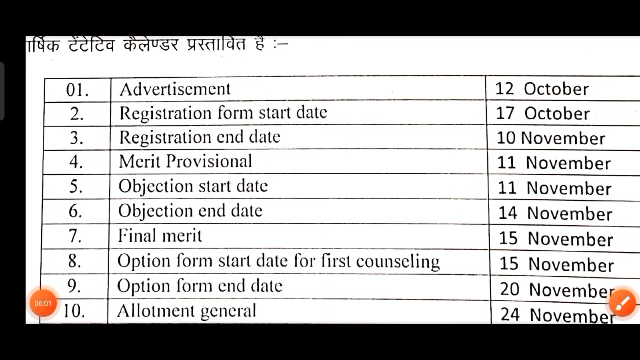 र्षिक टेंटेटिव कैलेण्डर प्रस्तावित है :–
01. Advertisement 12 October
2. Registration form start date 17 October
3. Registration end date 10 November
4. Merit Provisional 11 November
5. Objection start date 11 November
6. Objection end date 14 November
7. Final merit 15 November
8. Option form start date for first counseling 15 November
9. Option form end date 20 November
10. Allotment general 24 November
06:01